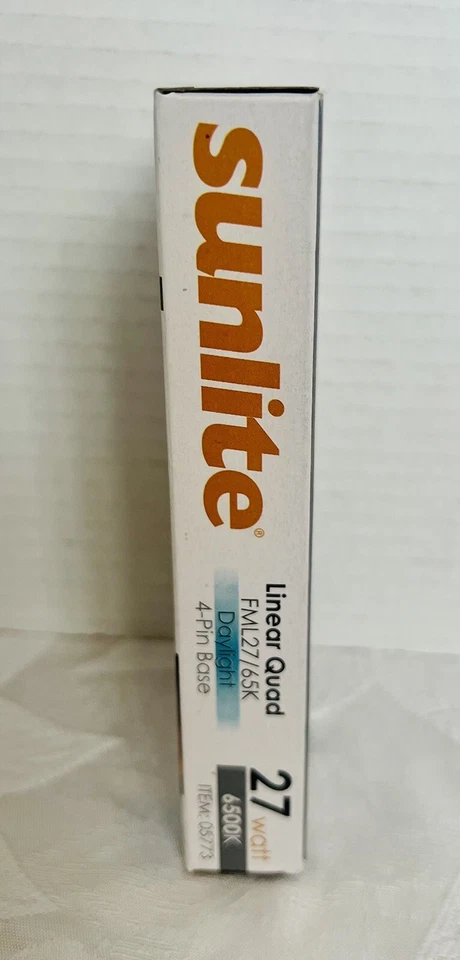 sunlite®
Linear Quad
FML27/65K
Daylight
4-Pin Base
27 watt
6500K
ITEM: 05773